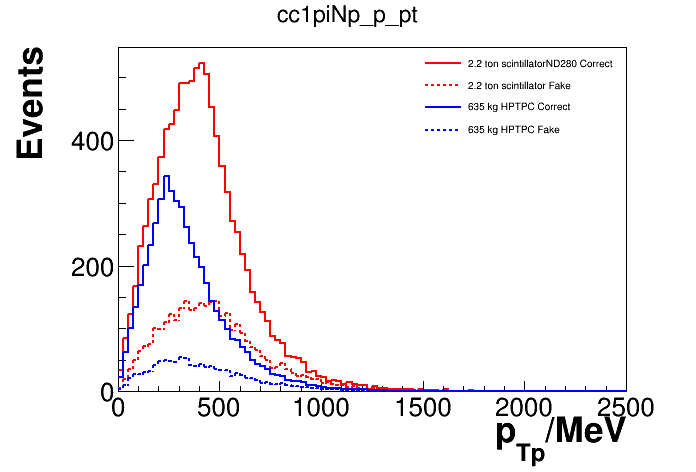 cc1piNp_p_pt
Events
2.2 ton scintillatorND280 Correct
2.2 ton scintillator Fake
635 kg HPTPC Correct
635 kg HPTPC Fake
400
200
0
0 500 1000 1500 2000 2500
p_Tp/MeV